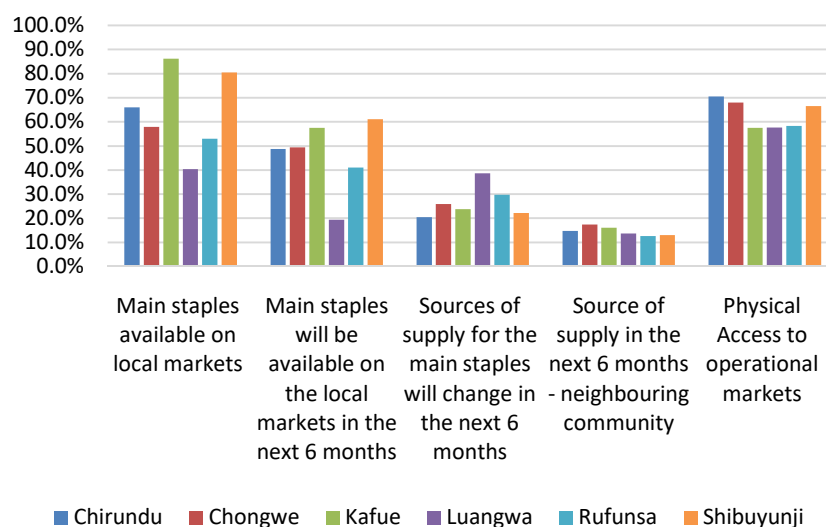 100.0%
90.0%
80.0%
70.0%
60.0%
50.0%
40.0%
30.0%
20.0%
10.0%
0.0%
Main staples
available on
local markets
Main staples
will be
available on
the local
markets in the
next 6 months
Sources of
supply for the
main staples
will change in
the next 6
months
Source of
supply in the
next 6 months
- neighbouring
community
Physical
Access to
operational
markets
Chirundu Chongwe Kafue Luangwa Rufunsa Shibuyunji